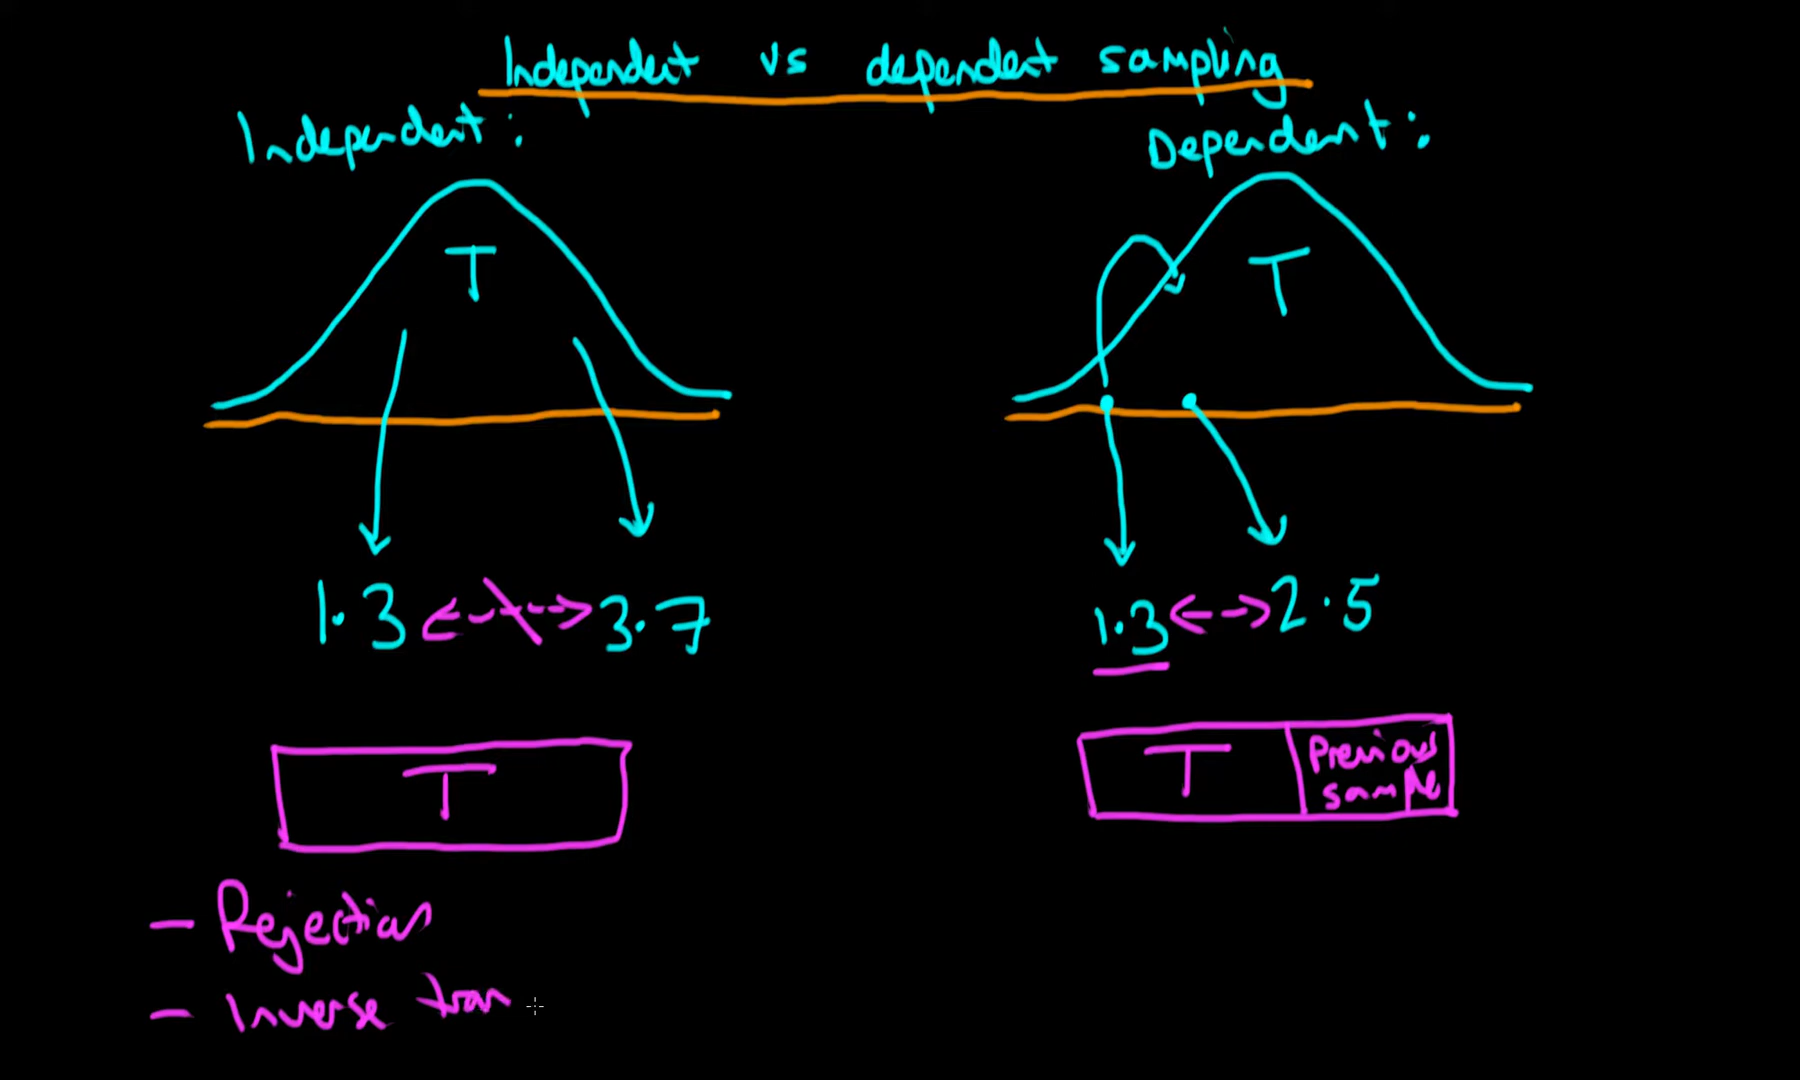 Independent vs dependent sampling
Independent:
Dependent:
T
T
1.3
3.7
1.3
2.5
T
T
Previous
sample
- Rejection
- Inverse tran